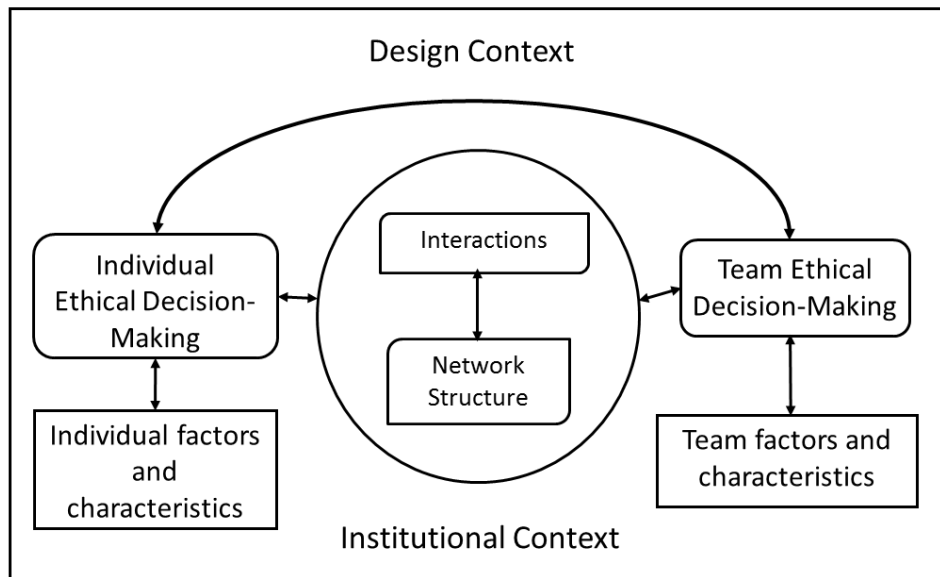 Design Context
Individual
Ethical Decision-
Making
Interactions
Team Ethical
Decision-Making
Network
Structure
Individual factors
and
characteristics
Team factors and
characteristics
Institutional Context